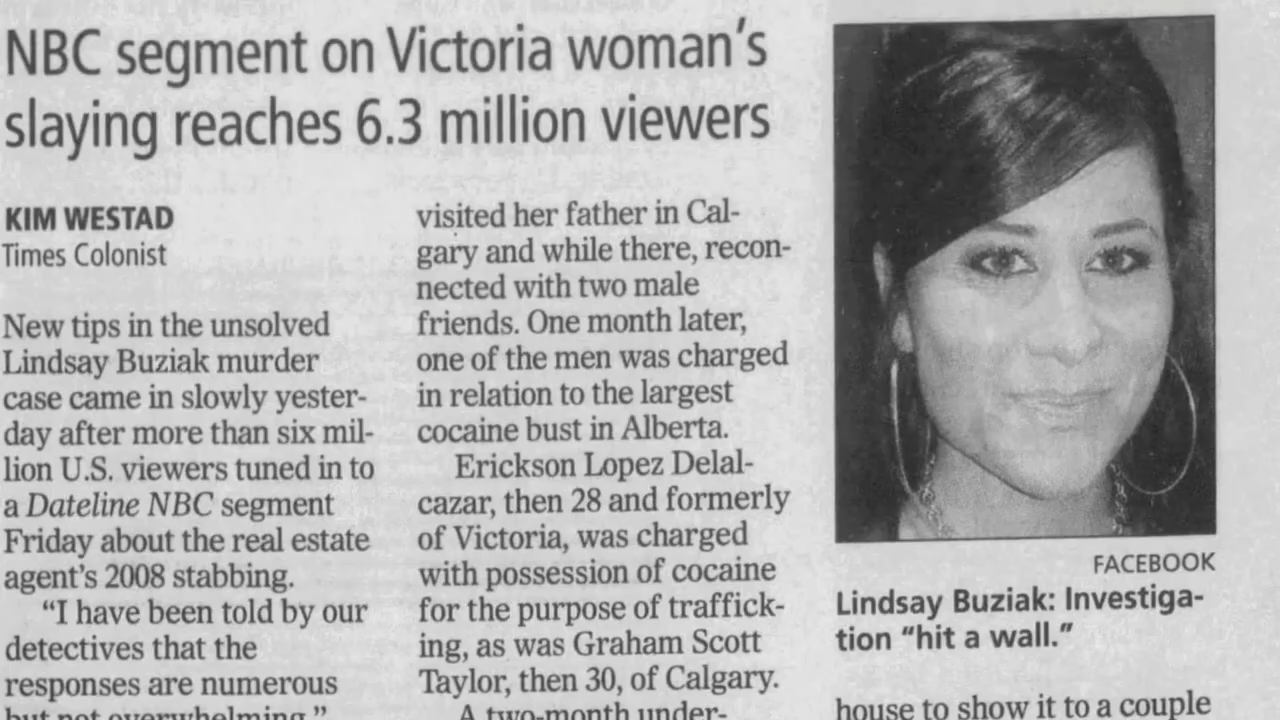 NBC segment on Victoria woman's
slaying reaches 6.3 million viewers
KIM WESTAD
Times Colonist
New tips in the unsolved
Lindsay Buziak murder
case came in slowly yester-
day after more than six mil-
lion U.S. viewers tuned in to
a Dateline NBC segment
Friday about the real estate
agent's 2008 stabbing.
"I have been told by our
detectives that the
responses are numerous
but not overwhelming,"
visited her father in Cal-
gary and while there, recon-
nected with two male
friends. One month later,
one of the men was charged
in relation to the largest
cocaine bust in Alberta.
Erickson Lopez Delal-
cazar, then 28 and formerly
of Victoria, was charged
with possession of cocaine
for the purpose of traffick-
ing, as was Graham Scott
Taylor, then 30, of Calgary.
A two-month under-
FACEBOOK
Lindsay Buziak: Investiga-
tion "hit a wall."
house to show it to a couple